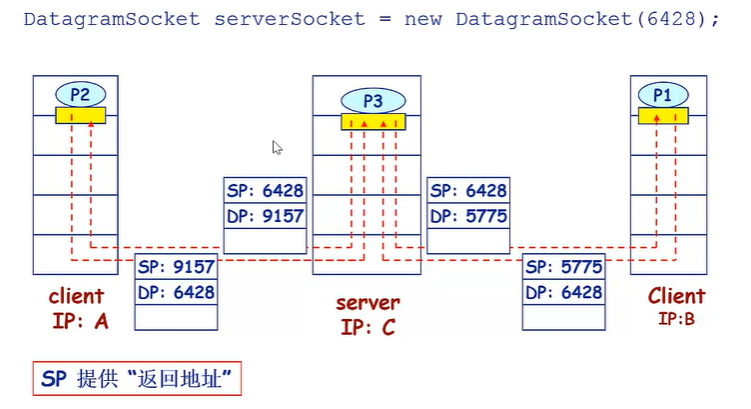 DatagramSocket serverSocket = new DatagramSocket(6428);
P2
P3
P1
SP: 6428
DP: 9157
SP: 6428
DP: 5775
SP: 9157
DP: 6428
SP: 5775
DP: 6428
client
IP: A
server
IP: C
Client
IP:B
SP 提供 “返回地址”